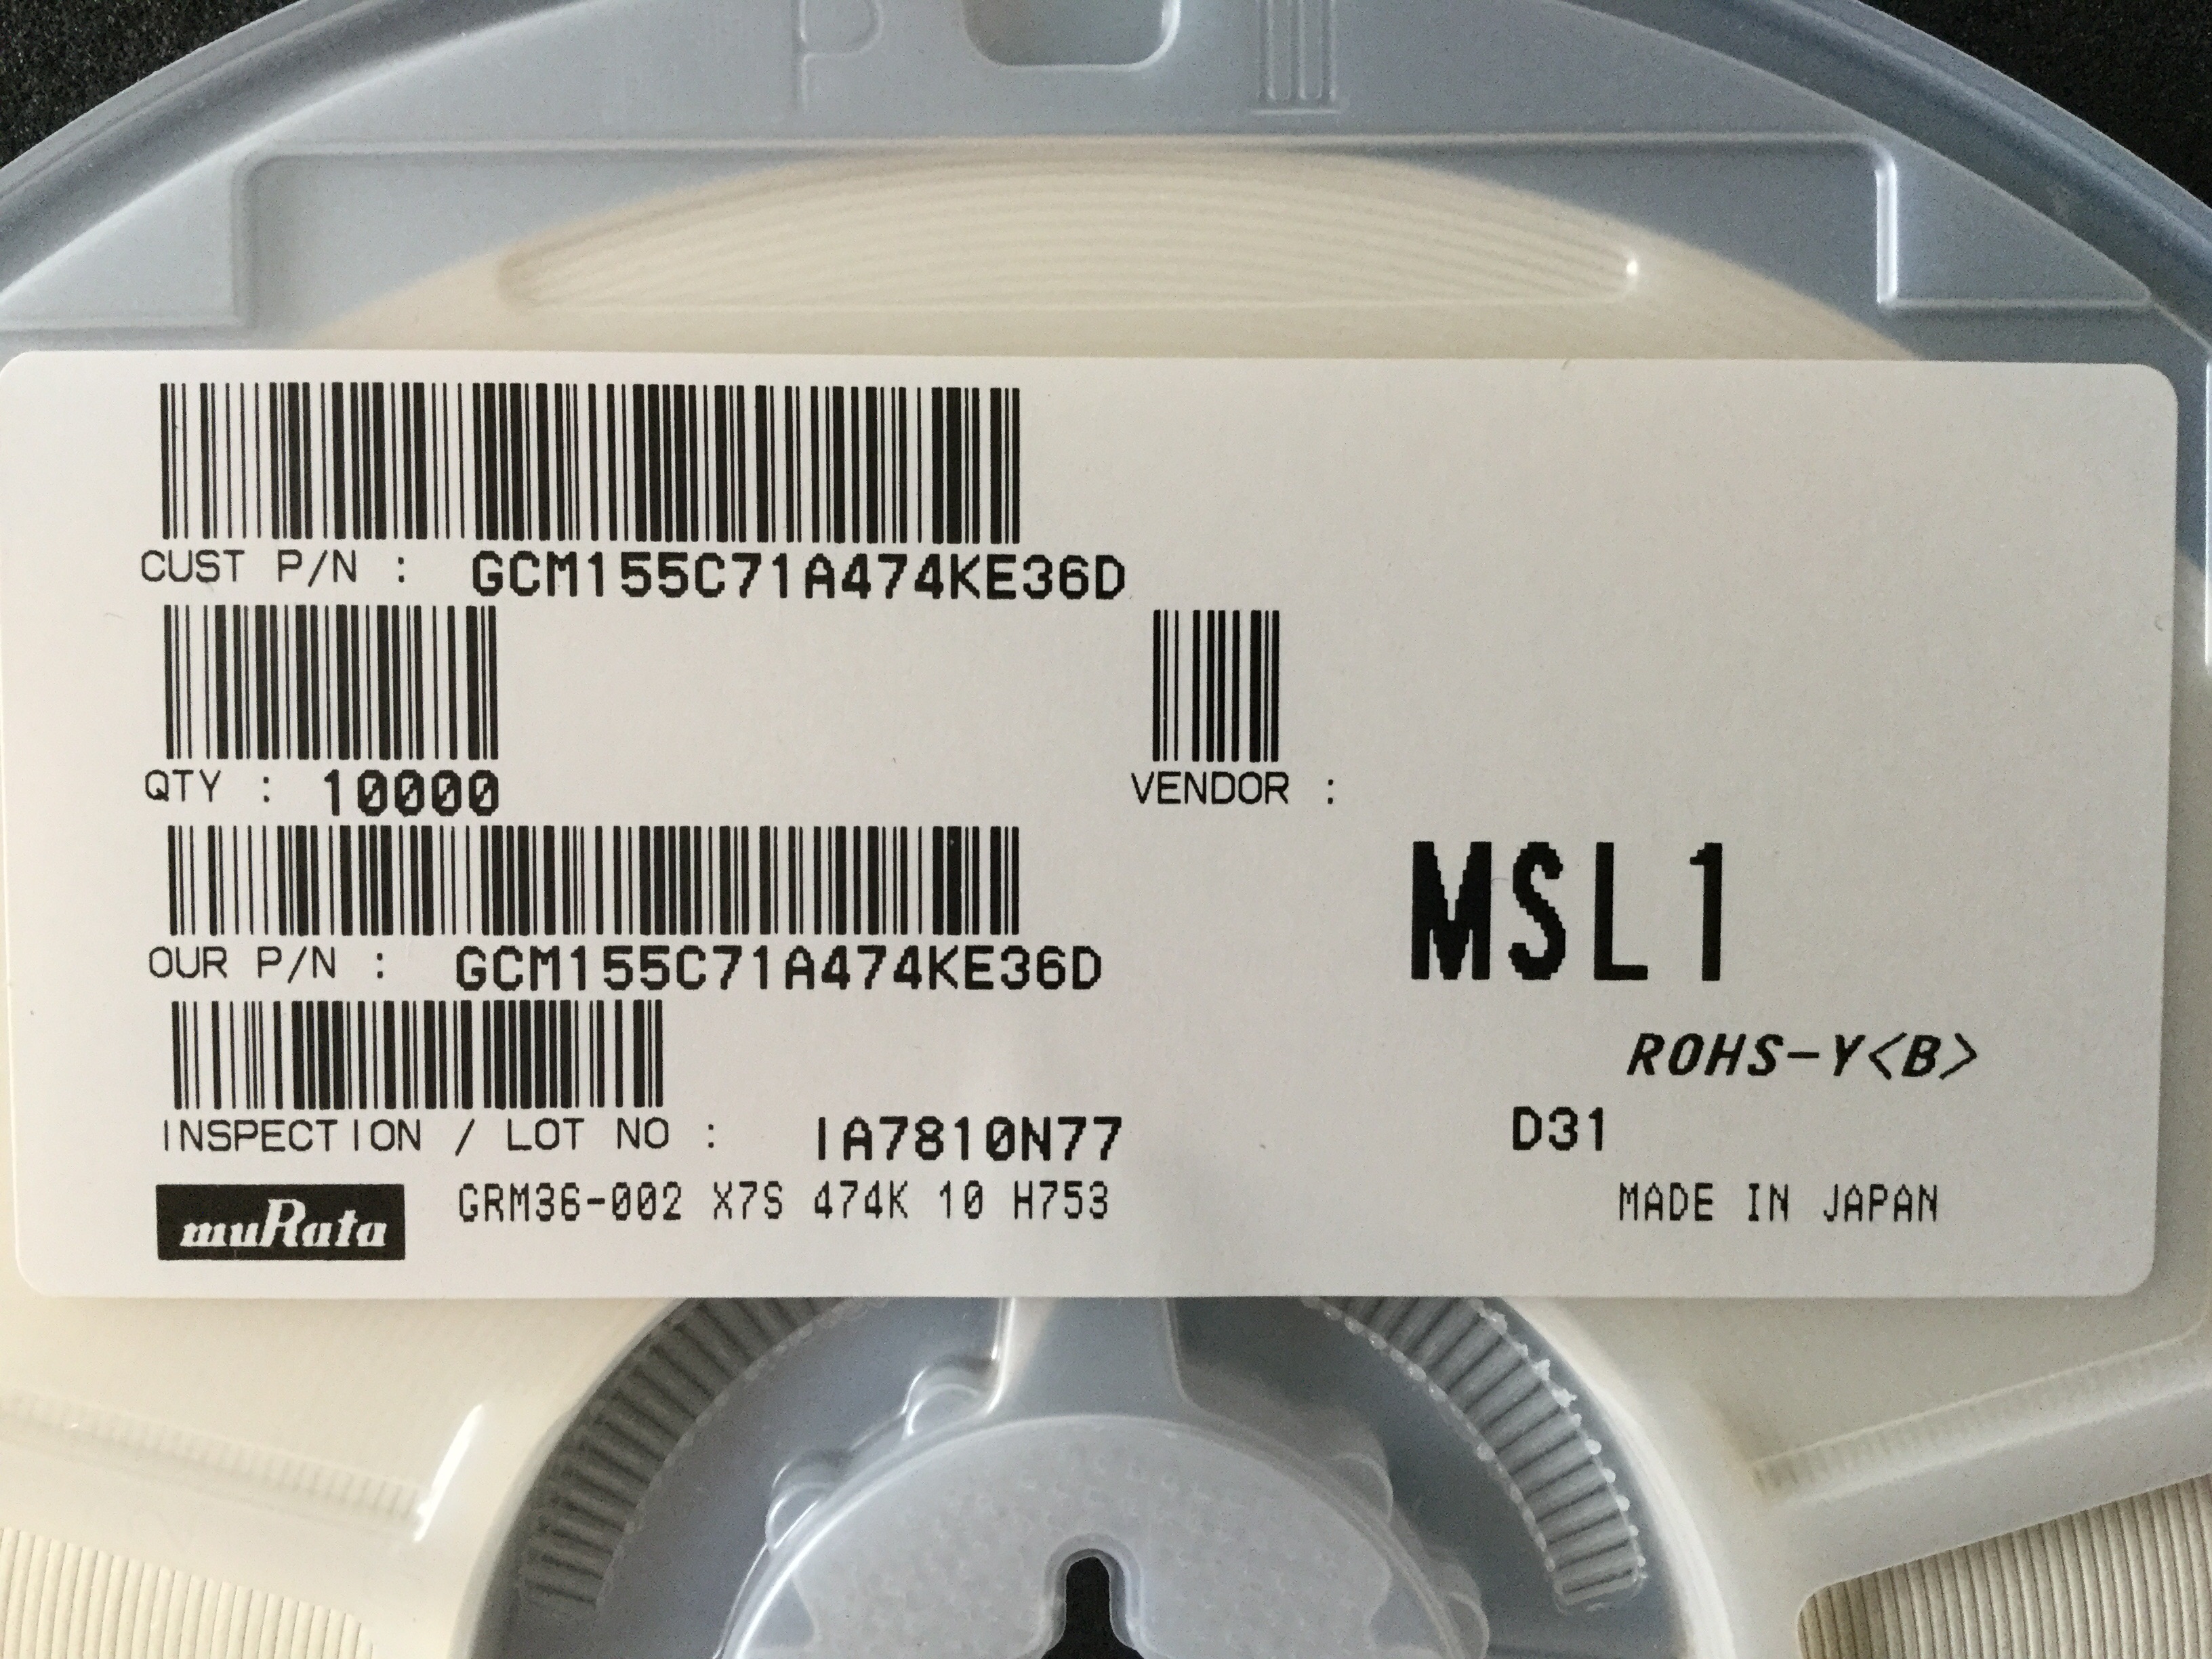 PS
CUST P/N : GCM155C71A474KE36D
QTY : 10000
VENDOR :
OUR P/N : GCM155C71A474KE36D
MSL1
ROHS-Y<B>
INSPECTION / LOT NO : IA7810N77
D31
muRata
GRM36-002 X7S 474K 10 H753
MADE IN JAPAN